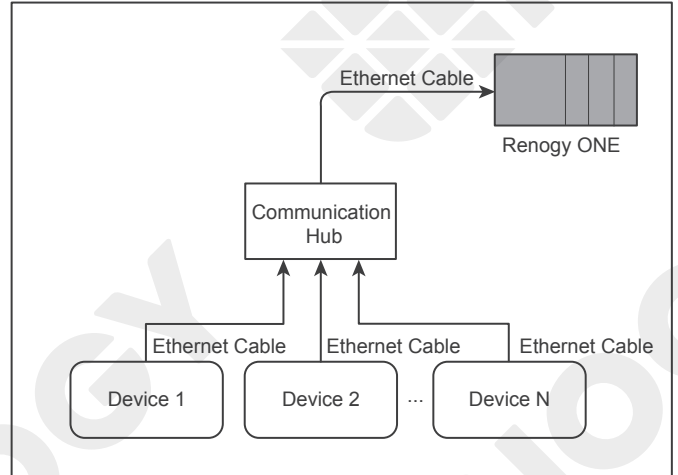 Ethernet Cable
Renogy ONE
Communication
Hub
Ethernet Cable
Ethernet Cable
Ethernet Cable
Device 1
Device 2
...
Device N